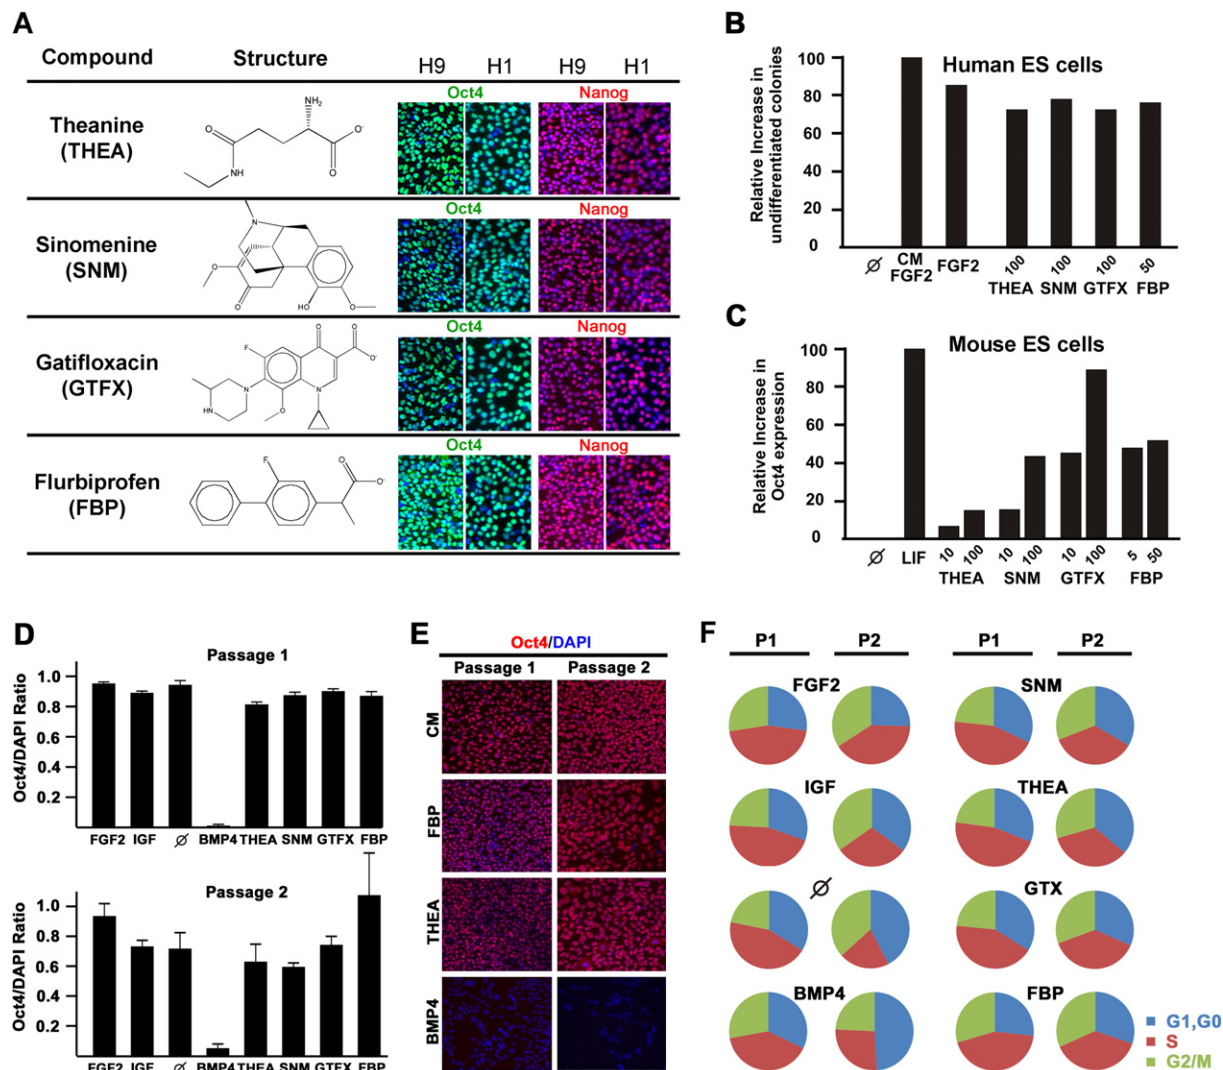 A
Compound Structure H9 H1 H9 H1
Theanine
(THEA)
Oct4 Nanog
NH2
O
O-
O
NH
Sinomenine
(SNM)
Oct4 Nanog
N
O
O
HO
O
Gatifloxacin
(GTFX)
Oct4 Nanog
O O
F
O-
N
N
HN
O
Flurbiprofen
(FBP)
Oct4 Nanog
F
O
O-
B
Human ES cells
Relative Increase in
undifferentiated colonies
100
80
60
40
20
0
Ø CM
FGF2
FGF2
100 100 100 50
THEA SNM GTFX FBP
C
Mouse ES cells
Relative Increase in
Oct4 expression
100
80
60
40
20
0
Ø LIF 10 100 10 100 10 100 5 50
THEA SNM GTFX FBP
D
Passage 1
Oct4/DAPI Ratio
1.0
0.8
0.6
0.4
0.2
FGF2 IGF Ø BMP4 THEA SNM GTFX FBP
Passage 2
Oct4/DAPI Ratio
1.0
0.8
0.6
0.4
0.2
FGF2 IGF Ø BMP4 THEA SNM GTFX FBP
E
Oct4/DAPI
Passage 1 Passage 2
CM
FBP
THEA
BMP4
F
P1 P2 P1 P2
FGF2 SNM
IGF THEA
Ø GTX
BMP4 FBP
G1,G0
S
G2/M